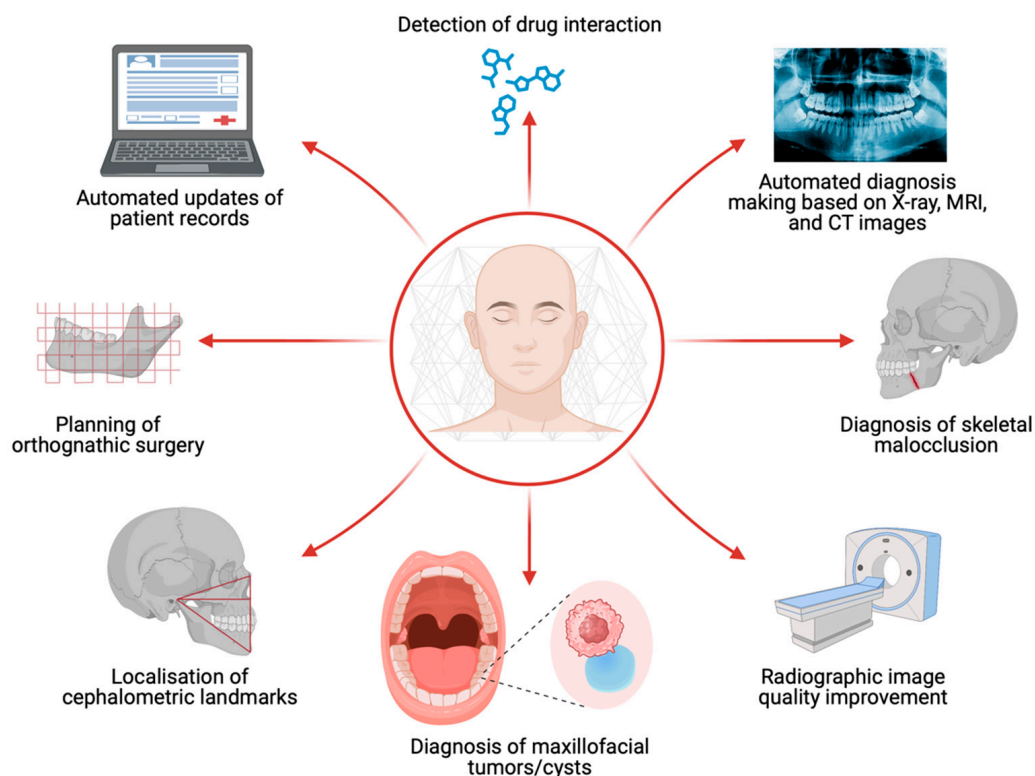 Detection of drug interaction
Automated updates of
patient records
Automated diagnosis
making based on X-ray, MRI,
and CT images
Planning of
orthognathic surgery
Diagnosis of skeletal
malocclusion
Localisation of
cephalometric landmarks
Radiographic image
quality improvement
Diagnosis of maxillofacial
tumors/cysts